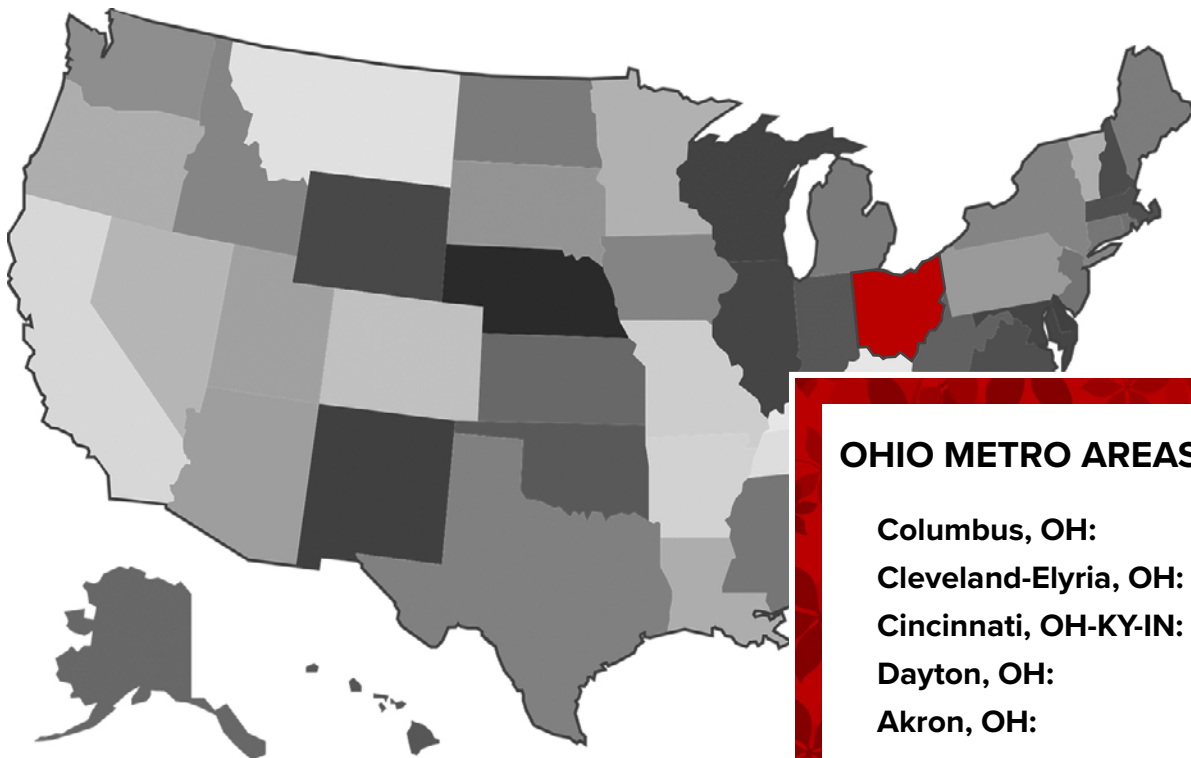 OHIO METRO AREAS
Columbus, OH:
Cleveland-Elyria, OH:
Cincinnati, OH-KY-IN:
Dayton, OH:
Akron, OH: